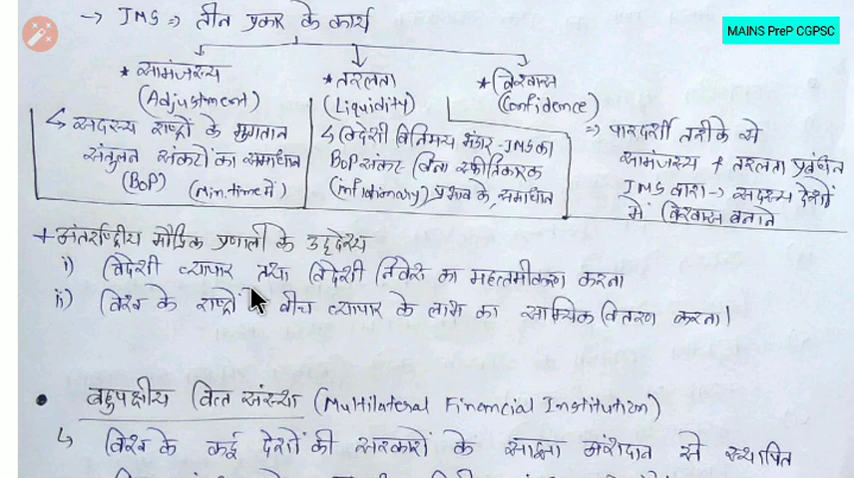 MAINS PreP CGPSC
→ IMS ⇒ तीन प्रकार के कार्य
★ सामंजस्य
(Adjustment)
↳ सदस्य राष्ट्रों के भुगतान
संतुलन संकटों का समाधान
(BoP) (Min. time में)
★ तरलता
(Liquidity)
↳ विदेशी विनिमय भंडार - IMS का
BoP संकट बिना स्फीतिकारक
(inflationary) प्रभाव के समाधान
★ विश्वास
(Confidence)
⇒ पारदर्शी तरीके से
सामंजस्य + तरलता प्रबंधन
IMS द्वारा → सदस्य देशों
में विश्वास बनाने
+ अंतर्राष्ट्रीय मौद्रिक प्रणाली के उद्देश्य
i) विदेशी व्यापार तथा विदेशी निवेश का महत्तमीकरण करना
ii) विश्व के राष्ट्रों बीच व्यापार के लाभ का साम्यिक वितरण करना।
• बहुपक्षीय वित्त संस्था (Multilateral Financial Institution)
↳ विश्व के कई देशों की सरकारों के साझा अंशदान से स्थापित